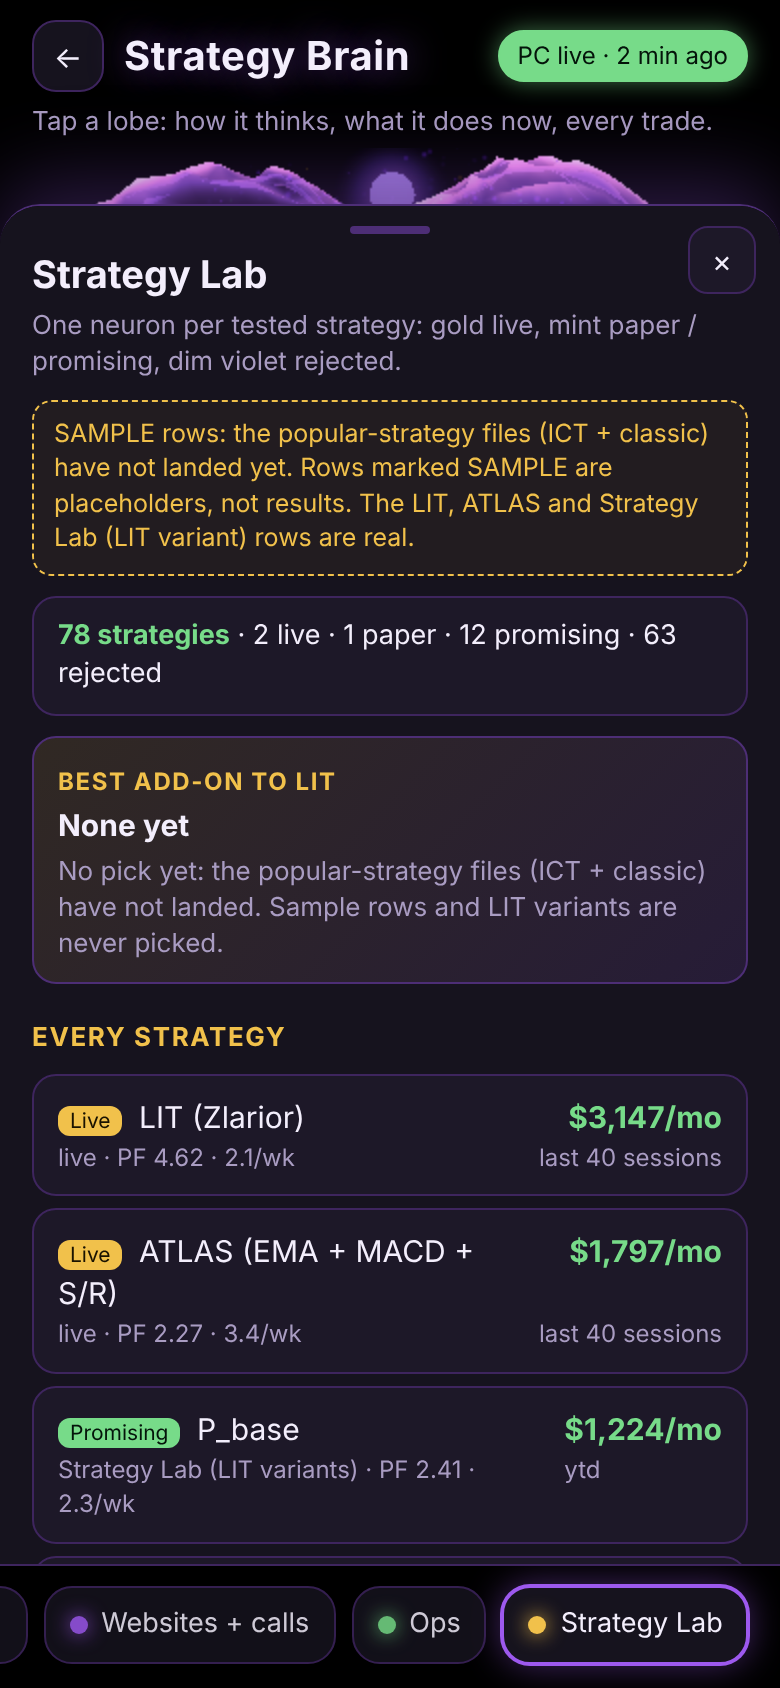 ←
Strategy Brain
PC live · 2 min ago
Tap a lobe: how it thinks, what it does now, every trade.
×
Strategy Lab
One neuron per tested strategy: gold live, mint paper /
promising, dim violet rejected.
SAMPLE rows: the popular-strategy files (ICT + classic)
have not landed yet. Rows marked SAMPLE are
placeholders, not results. The LIT, ATLAS and Strategy
Lab (LIT variant) rows are real.
78 strategies · 2 live · 1 paper · 12 promising · 63
rejected
BEST ADD-ON TO LIT
None yet
No pick yet: the popular-strategy files (ICT + classic)
have not landed. Sample rows and LIT variants are
never picked.
EVERY STRATEGY
Live LIT (Zlarior) $3,147/mo
live · PF 4.62 · 2.1/wk last 40 sessions
Live ATLAS (EMA + MACD + $1,797/mo
S/R)
live · PF 2.27 · 3.4/wk last 40 sessions
Promising P_base $1,224/mo
Strategy Lab (LIT variants) · PF 2.41 · ytd
2.3/wk
Websites + calls Ops Strategy Lab